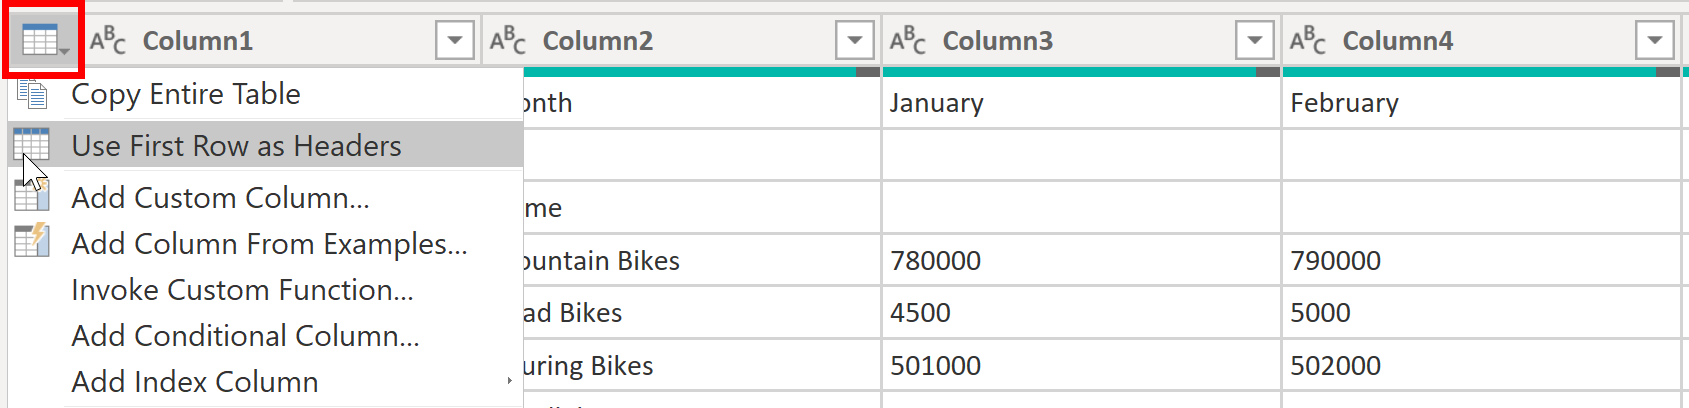 ABC Column1 ABC Column2 ABC Column3 ABC Column4
Copy Entire Table onth January February
Use First Row as Headers
Add Custom Column... me
Add Column From Examples... ountain Bikes 780000 790000
Invoke Custom Function...
Add Conditional Column... ad Bikes 4500 5000
Add Index Column uring Bikes 501000 502000